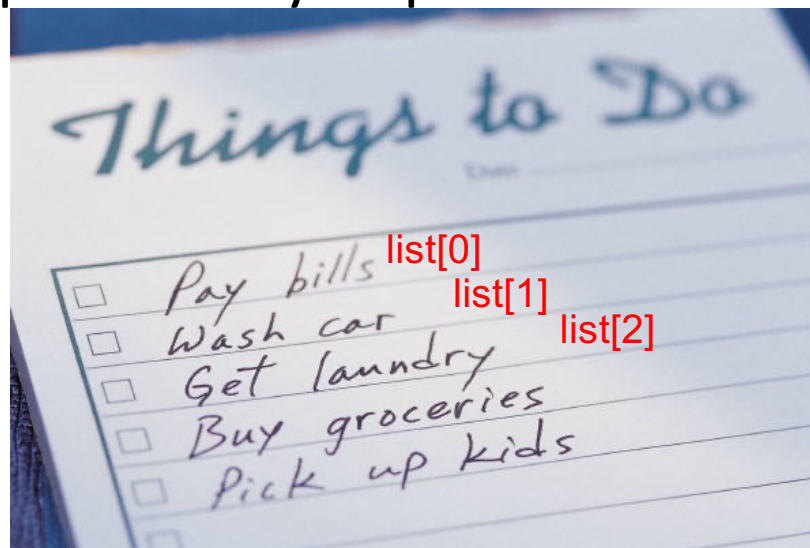 Things to Do
Date
Pay bills list[0]
Wash car list[1]
Get laundry list[2]
Buy groceries
Pick up kids